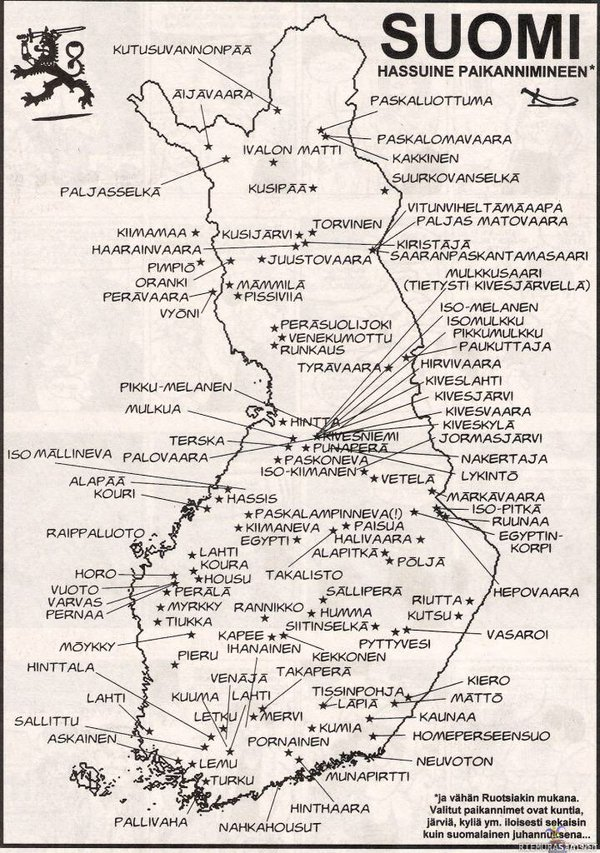 SUOMI
HASSUINE PAIKANNIMINEEN*
KUTUSUVANNONPÄÄ
ÄIJÄVAARA
PASKALUOTTUMA
PASKALOMAVAARA
IVALON MATTI
KAKKINEN
PALJASSELKÄ
KUSIPÄÄ
SUURKOVANSELKÄ
VITUNVIHELTÄMÄAAPA
PALJAS MATOVAARA
KIIMAMAA
KUSIJÄRVI
TORVINEN
KIRISTÄJÄ
HAARAINVAARA
SAARANPASKANTAMASAARI
JUUSTOVAARA
PIMPIÖ
MULKKUSAARI
(TIETYSTI KIVESJÄRVELLÄ)
ORANKI
MÄMMILÄ
PERÄVAARA
PISSIVIIA
VYÖNI
ISO-MELANEN
ISOMULKKU
PIKKUMULKKU
PERÄSUOLIJOKI
VENEKUMOTTU
RUNKAUS
PAUKUTTAJA
TYRÄVAARA
HIRVIVAARA
PIKKU-MELANEN
KIVESLAHTI
KIVESJÄRVI
MULKUA
KIVESVAARA
HINTTA
KIVESKYLÄ
TERSKA
KIVESNIEMI
JORMASJÄRVI
PALOVAARA
PUNAPERÄ
ISO MÄLLINEVA
PASKONEVA
NAKERTAJA
ISO-KIIMANEN
LYKINTÖ
ALAPÄÄ
VETELÄ
KOURI
HASSIS
MÄRKÄVAARA
ISO-PITKÄ
PASKALAMPINNEVA(!)
RUUNAA
RAIPPALUOTO
KIIMANEVA
PAISUA
EGYPTI
HALIVAARA
EGYPTIN-
KORPI
LAHTI
ALAPITKÄ
PÖLJÄ
KOURA
HORO
HOUSU
TAKALISTO
HEPOVAARA
VUOTO
PERÄLÄ
VARVAS
SÄLLIPERÄ
RIUTTA
PERNAA
MYRKKY
RANNIKKO
HUMMA
KUTSU
TIUKKA
SIITINSELKÄ
MÖYKKY
KAPEE
VASAROI
IHANAINEN
PYTTYVESI
PIERU
KEKKONEN
HINTTALA
VENÄJÄ
TAKAPERÄ
KIERO
LAHTI
KUUMA
LAHTI
TISSINPOHJA
MÄTTÖ
LÄPIÄ
SALLITTU
LETKU
MERVI
KAUNAA
ASKAINEN
KUMIA
HOMEPERSEENSUO
PORNAINEN
LEMU
NEUVOTON
TURKU
MUNAPIRTTI
PALLIVAHA
HINTHAARA
NAHKAHOUSUT
*ja vähän Ruotsiakin mukana.
Valitut paikannimet ovat kuntia,
järviä, kyliä ym. iloisesti sekaisin
kuin suomalainen juhannuksena...